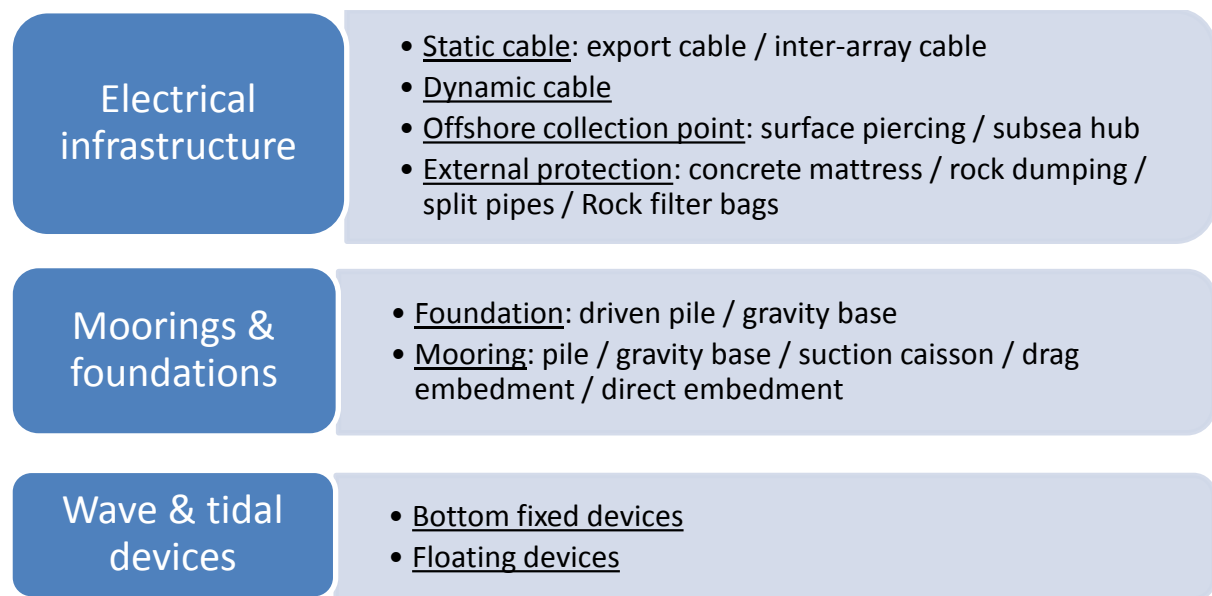 Electrical
infrastructure
• Static cable: export cable / inter-array cable
• Dynamic cable
• Offshore collection point: surface piercing / subsea hub
• External protection: concrete mattress / rock dumping /
split pipes / Rock filter bags
Moorings &
foundations
• Foundation: driven pile / gravity base
• Mooring: pile / gravity base / suction caisson / drag
embedment / direct embedment
Wave & tidal
devices
• Bottom fixed devices
• Floating devices